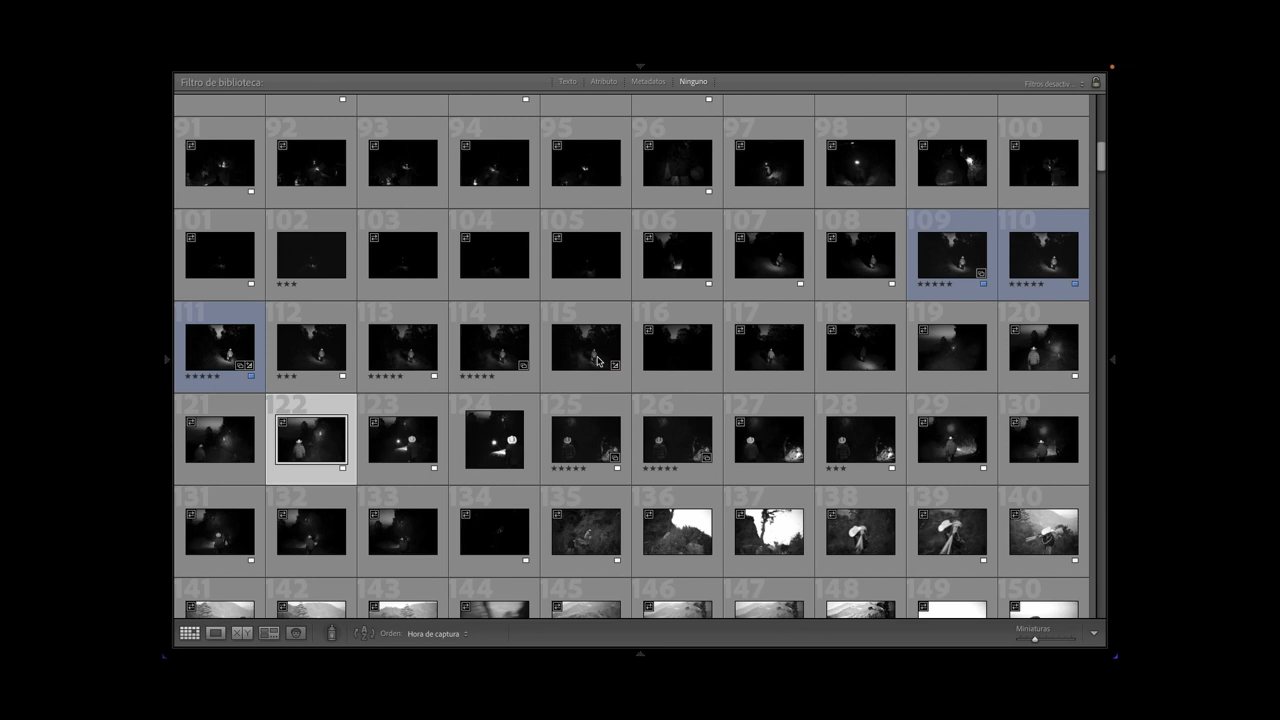 Filtro de biblioteca: Texto Atributo Metadatos Ninguno Filtros desactiv...
91 92 93 94 95 96 97 98 99 100
101 102 103 104 105 106 107 108 109 110
111 112 113 114 115 116 117 118 119 120
121 122 123 124 125 126 127 128 129 130
131 132 133 134 135 136 137 138 139 140
141 142 143 144 145 146 147 148 149 150
XY Orden: Hora de captura Miniaturas